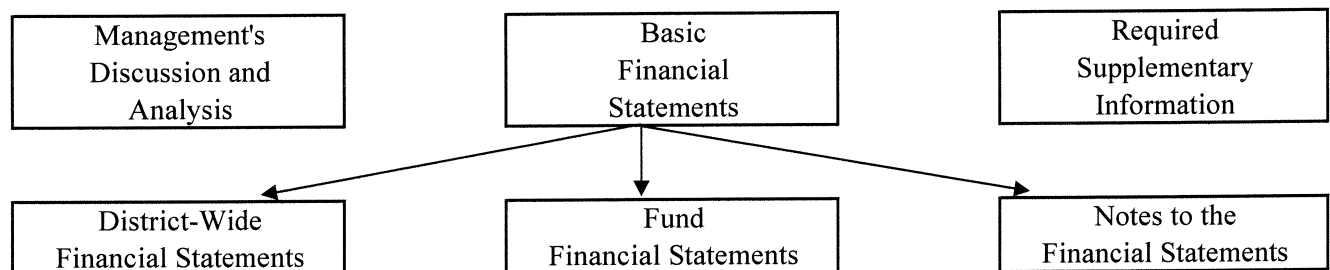 Management's
Discussion and
Analysis
Basic
Financial
Statements
Required
Supplementary
Information
District-Wide
Financial Statements
Fund
Financial Statements
Notes to the
Financial Statements